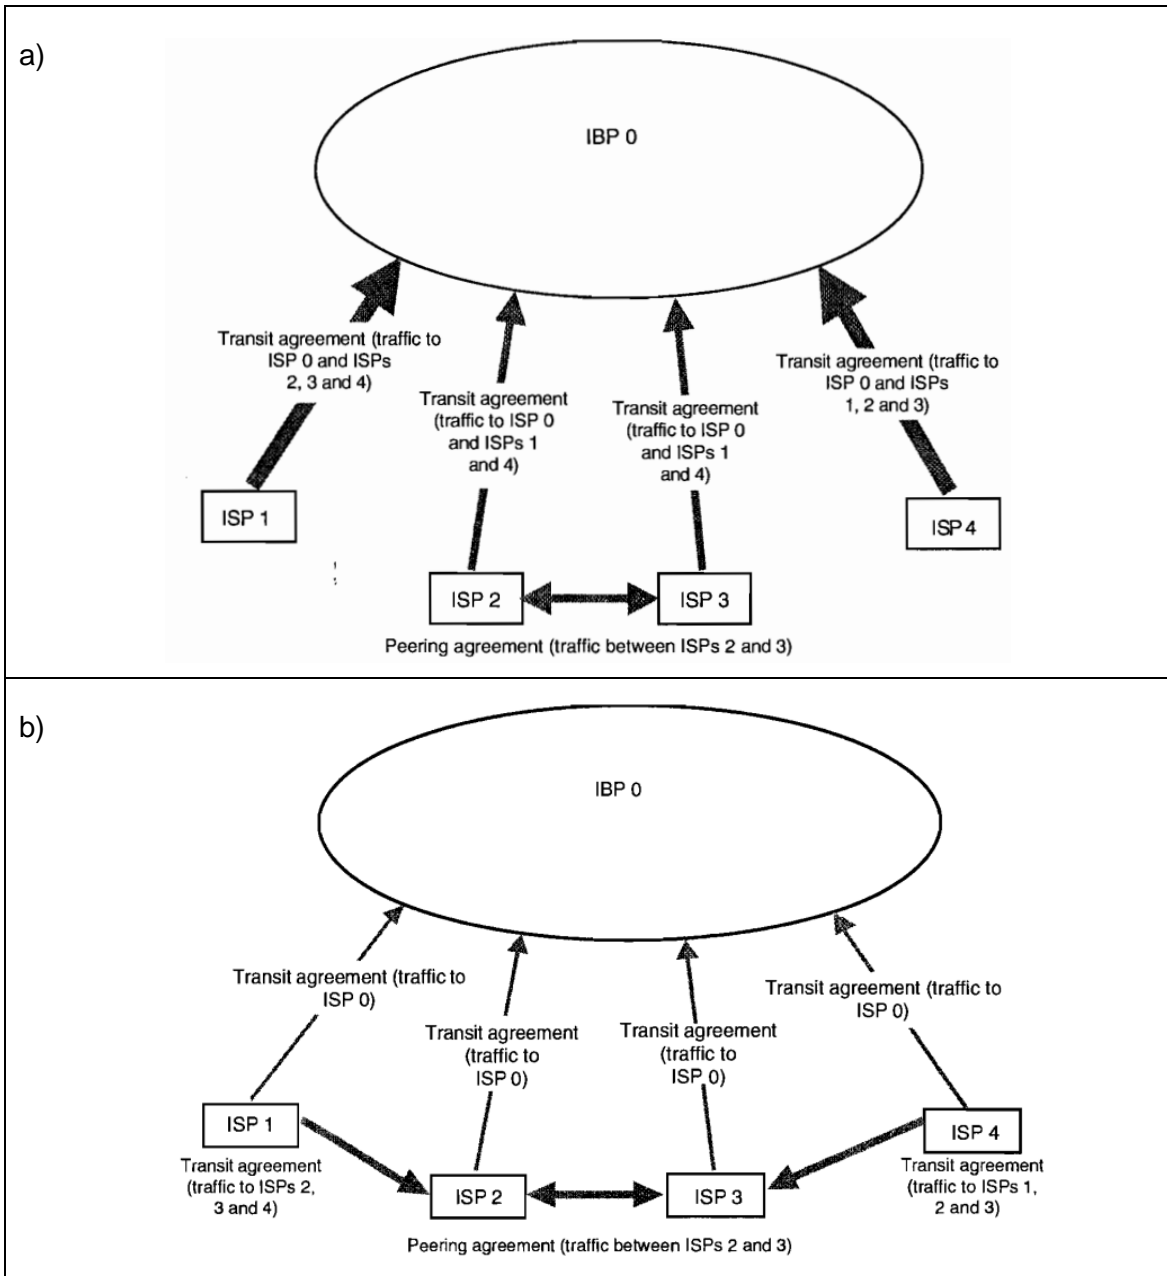 a)
IBP 0
Transit agreement (traffic to
ISP 0 and ISPs
2, 3 and 4)
Transit agreement
(traffic to ISP 0
and ISPs 1
and 4)
Transit agreement
(traffic to ISP 0
and ISPs 1
and 4)
Transit agreement (traffic to
ISP 0 and ISPs
1, 2 and 3)
ISP 1
ISP 4
ISP 2
ISP 3
Peering agreement (traffic between ISPs 2 and 3)
b)
IBP 0
Transit agreement (traffic to
ISP 0)
Transit agreement
(traffic to
ISP 0)
Transit agreement
(traffic to
ISP 0)
Transit agreement (traffic to
ISP 0)
ISP 1
Transit agreement
(traffic to ISPs 2,
3 and 4)
ISP 4
Transit agreement
(traffic to ISPs 1,
2 and 3)
ISP 2
ISP 3
Peering agreement (traffic between ISPs 2 and 3)